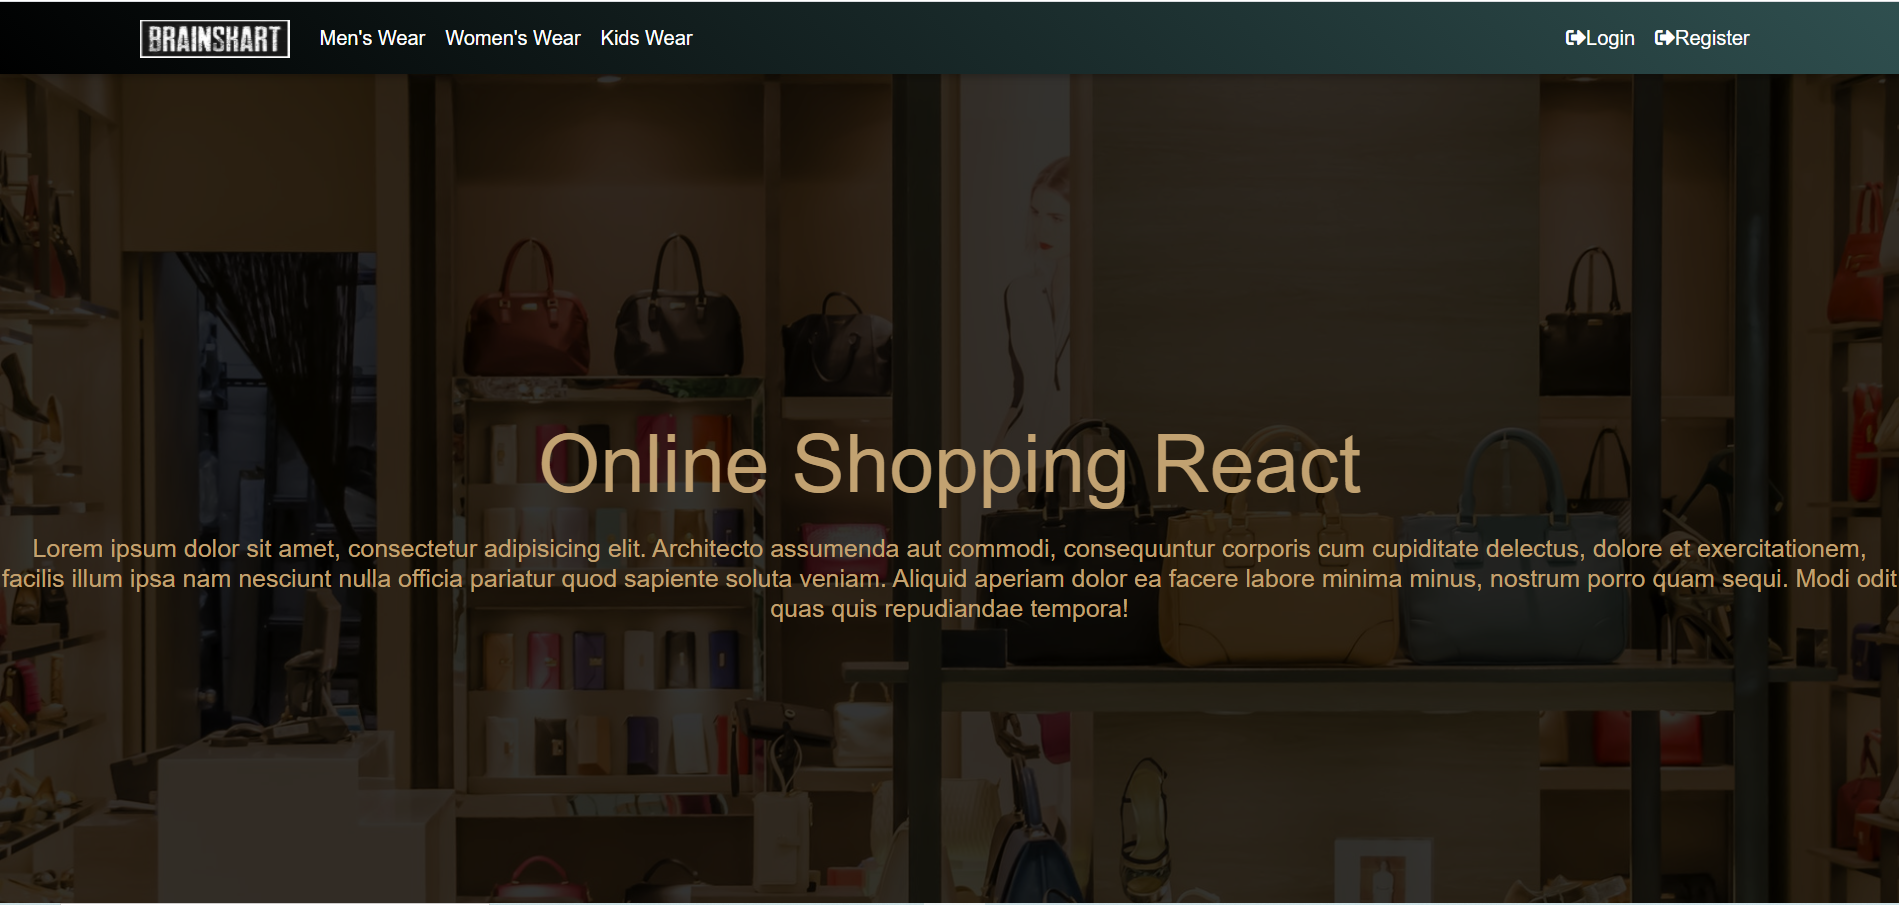 BRAINSKART
Men's Wear Women's Wear Kids Wear
Login Register
Online Shopping React
Lorem ipsum dolor sit amet, consectetur adipisicing elit. Architecto assumenda aut commodi, consequuntur corporis cum cupiditate delectus, dolore et exercitationem,
facilis illum ipsa nam nesciunt nulla officia pariatur quod sapiente soluta veniam. Aliquid aperiam dolor ea facere labore minima minus, nostrum porro quam sequi. Modi odit
quas quis repudiandae tempora!